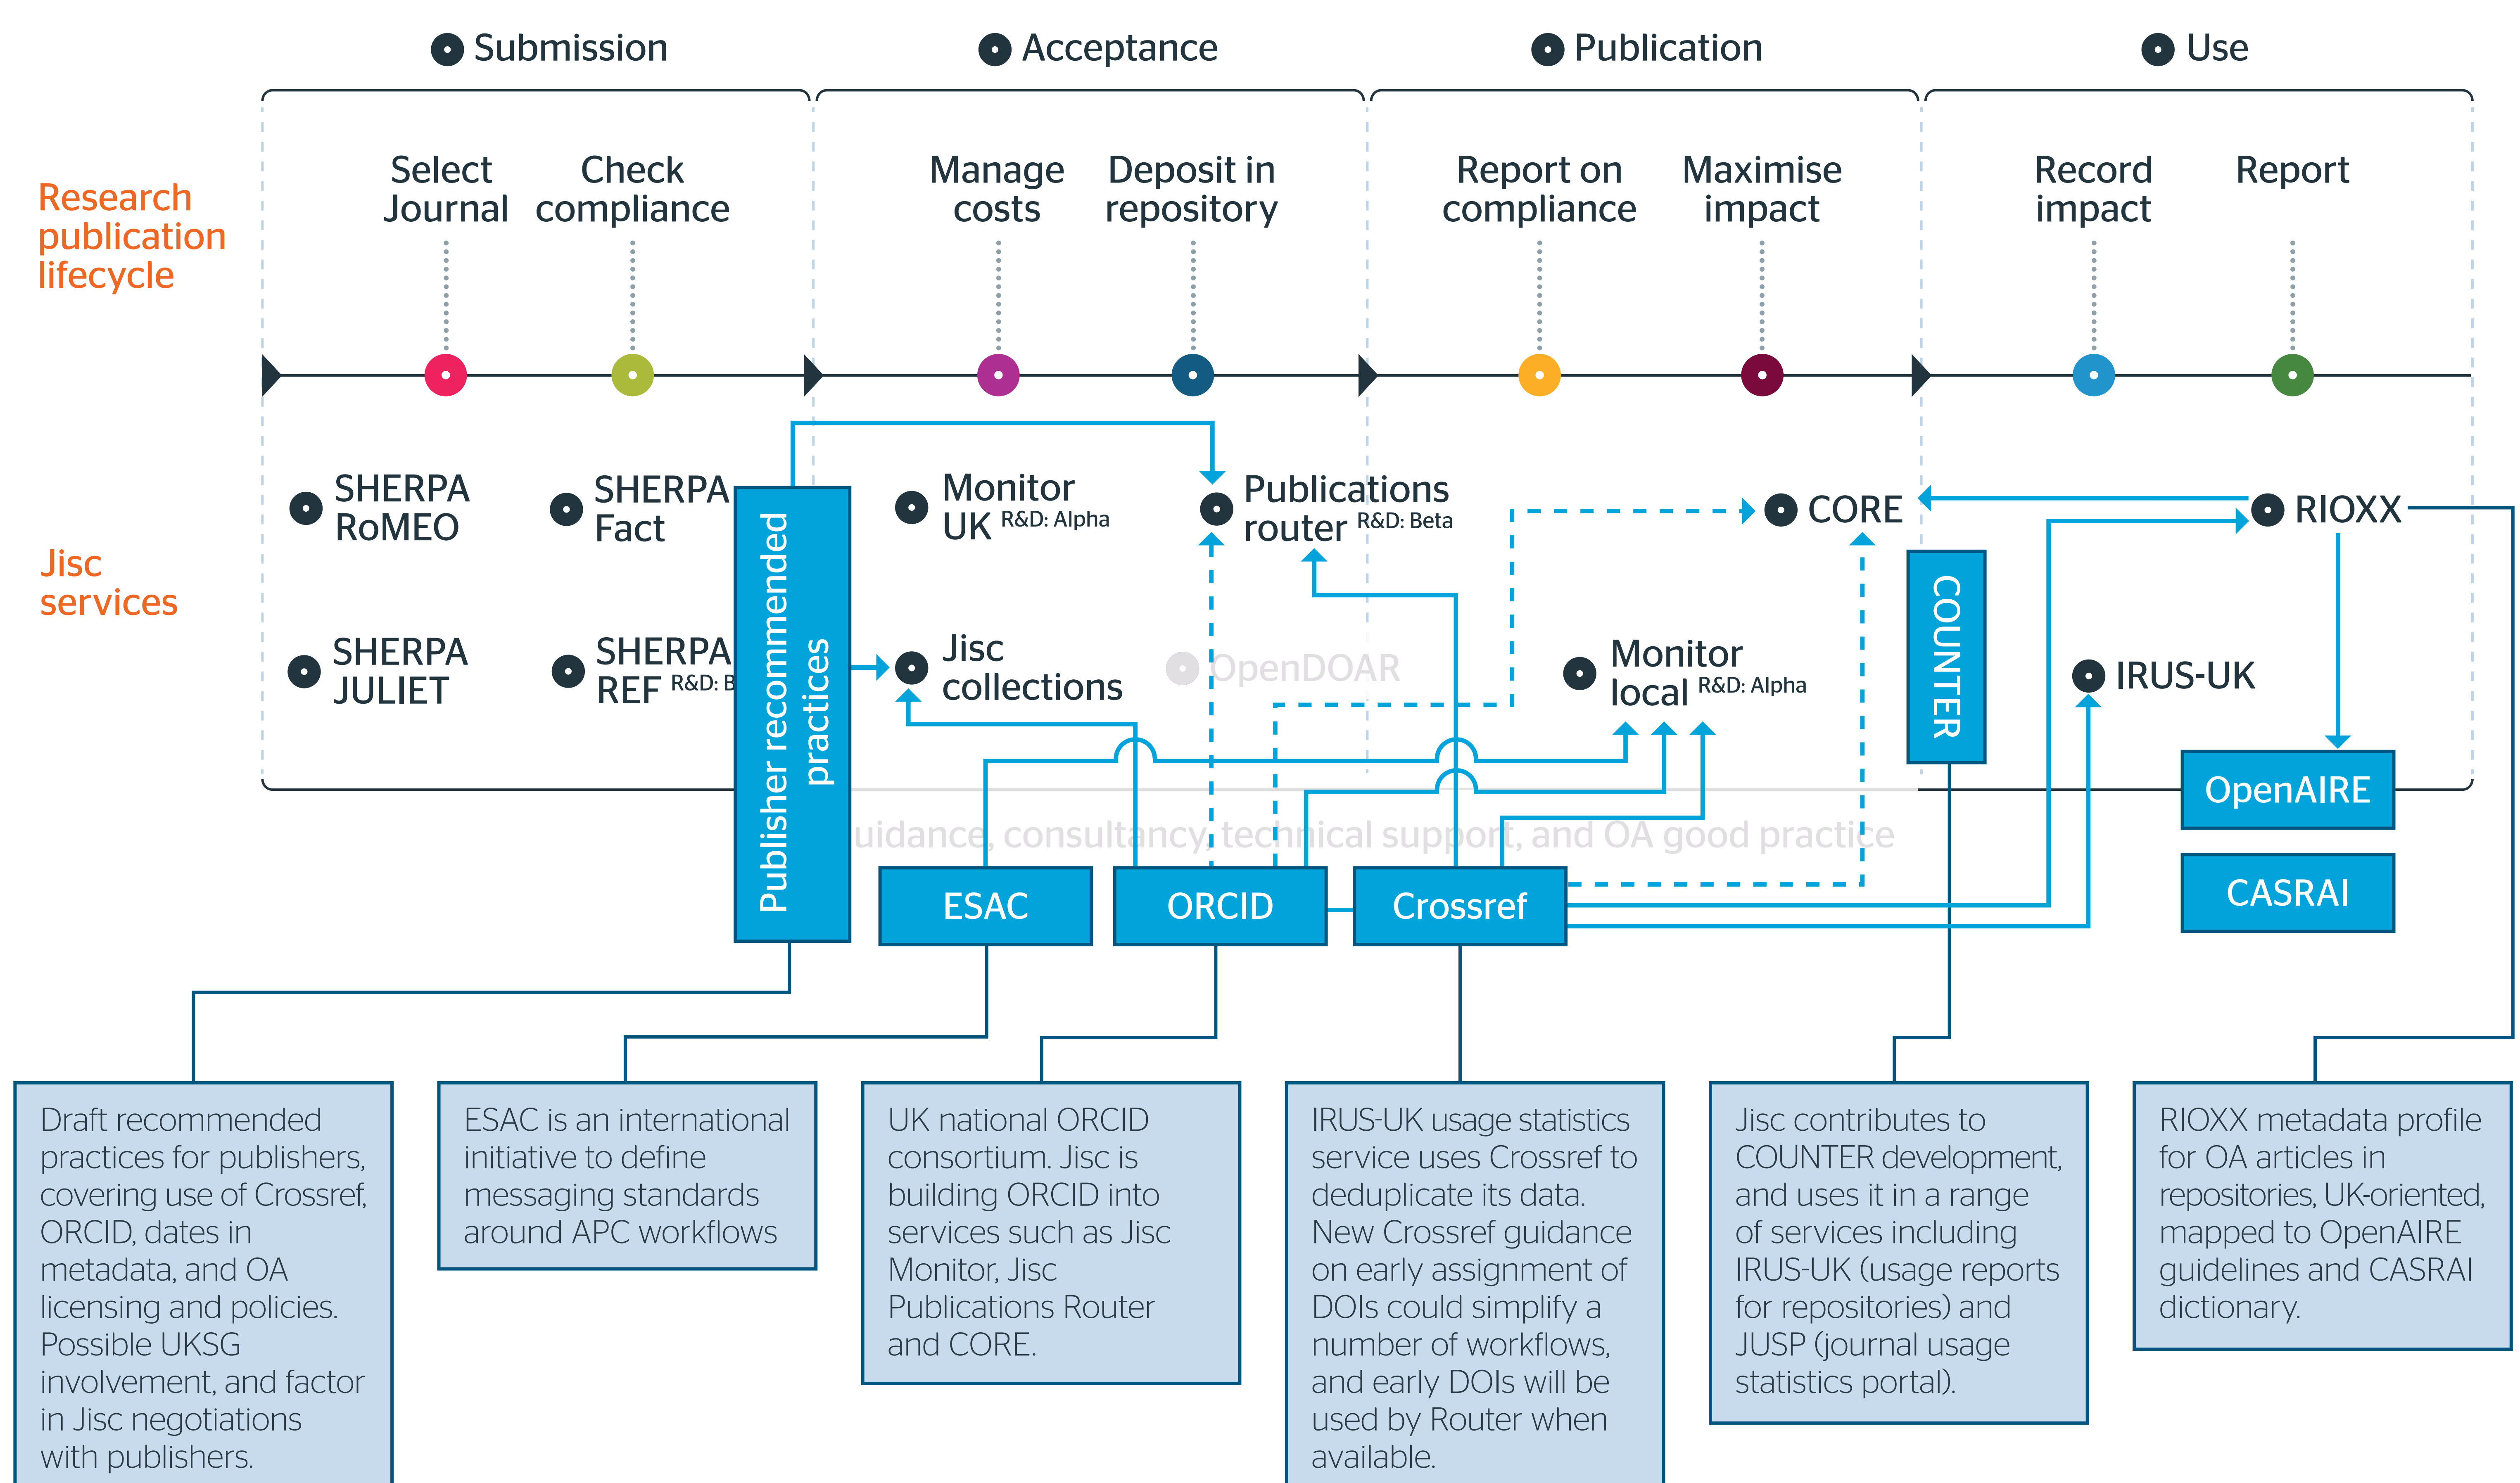 Submission
Acceptance
Publication
Use
Research
publication
lifecycle
Select
Journal
Check
compliance
Manage
costs
Deposit in
repository
Report on
compliance
Maximise
impact
Record
impact
Report
Jisc
services
SHERPA
RoMEO
SHERPA
Fact
Monitor
UK R&D: Alpha
Publications
router R&D: Beta
CORE
RIOXX
SHERPA
JULIET
SHERPA
REF R&D: B
Publisher recommended
practices
Jisc
collections
OpenDOAR
Monitor
local R&D: Alpha
COUNTER
IRUS-UK
OpenAIRE
uidance, consultancy, technical support, and OA good practice
CASRAI
ESAC
ORCID
Crossref
Draft recommended
practices for publishers,
covering use of Crossref,
ORCID, dates in
metadata, and OA
licensing and policies.
Possible UKSG
involvement, and factor
in Jisc negotiations
with publishers.
ESAC is an international
initiative to define
messaging standards
around APC workflows
UK national ORCID
consortium. Jisc is
building ORCID into
services such as Jisc
Monitor, Jisc
Publications Router
and CORE.
IRUS-UK usage statistics
service uses Crossref to
deduplicate its data.
New Crossref guidance
on early assignment of
DOIs could simplify a
number of workflows,
and early DOIs will be
used by Router when
available.
Jisc contributes to
COUNTER development,
and uses it in a range
of services including
IRUS-UK (usage reports
for repositories) and
JUSP (journal usage
statistics portal).
RIOXX metadata profile
for OA articles in
repositories, UK-oriented,
mapped to OpenAIRE
guidelines and CASRAI
dictionary.